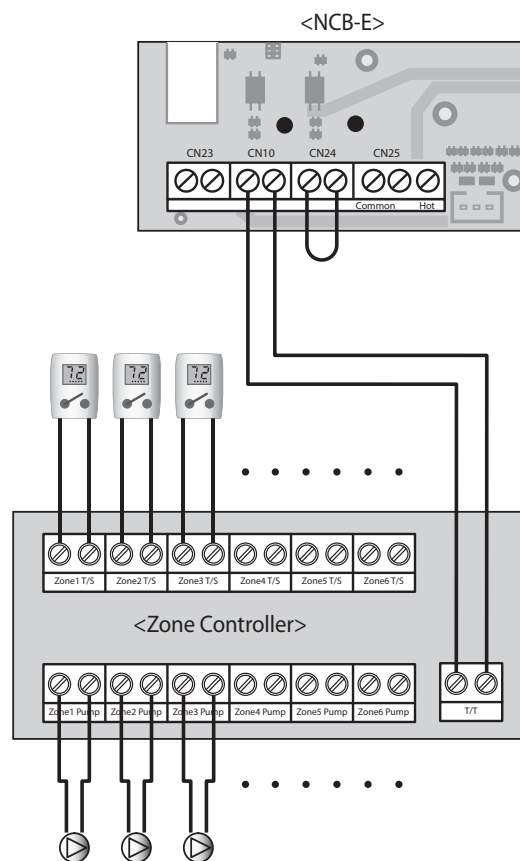 <NCB-E>
CN23 CN10 CN24 CN25
Common Hot
72 72 72
Zone1 T/S Zone2 T/S Zone3 T/S Zone4 T/S Zone5 T/S Zone6 T/S
<Zone Controller>
Zone1 Pump Zone2 Pump Zone3 Pump Zone4 Pump Zone5 Pump Zone6 Pump
T/T